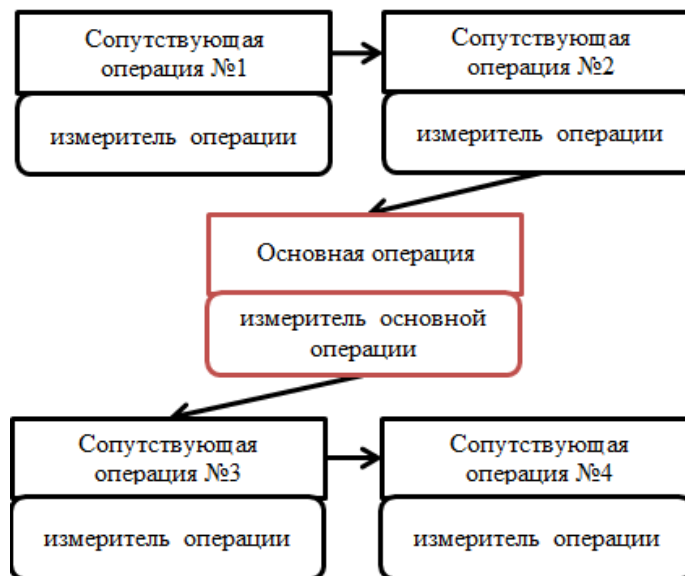 Сопутствующая
операция №1
измеритель операции
Сопутствующая
операция №2
измеритель операции
Основная операция
измеритель основной
операции
Сопутствующая
операция №3
измеритель операции
Сопутствующая
операция №4
измеритель операции